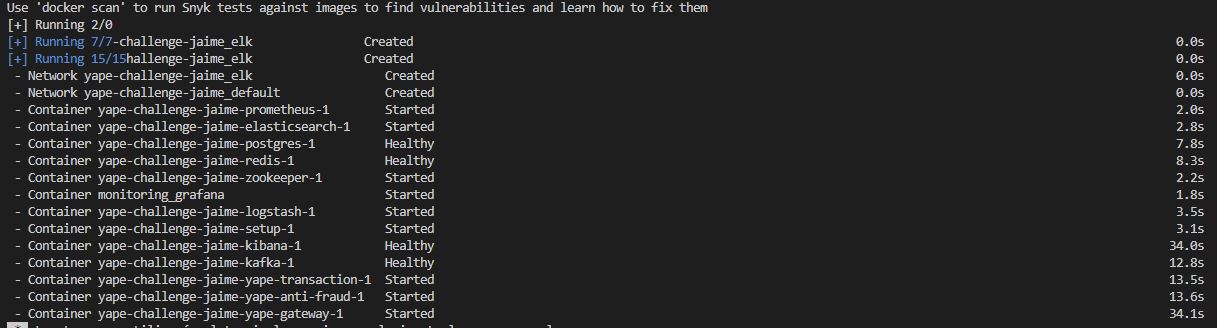 Use 'docker scan' to run Snyk tests against images to find vulnerabilities and learn how to fix them
[+] Running 2/0
[+] Running 7/7-challenge-jaime_elk Created 0.0s
[+] Running 15/15hallenge-jaime_elk Created 0.0s
- Network yape-challenge-jaime_elk Created 0.0s
- Network yape-challenge-jaime_default Created 0.0s
- Container yape-challenge-jaime-prometheus-1 Started 2.0s
- Container yape-challenge-jaime-elasticsearch-1 Started 2.8s
- Container yape-challenge-jaime-postgres-1 Healthy 7.8s
- Container yape-challenge-jaime-redis-1 Healthy 8.3s
- Container yape-challenge-jaime-zookeeper-1 Started 2.2s
- Container monitoring_grafana Started 1.8s
- Container yape-challenge-jaime-logstash-1 Started 3.5s
- Container yape-challenge-jaime-setup-1 Started 3.1s
- Container yape-challenge-jaime-kibana-1 Healthy 34.0s
- Container yape-challenge-jaime-kafka-1 Healthy 12.8s
- Container yape-challenge-jaime-yape-transaction-1 Started 13.5s
- Container yape-challenge-jaime-yape-anti-fraud-1 Started 13.6s
- Container yape-challenge-jaime-yape-gateway-1 Started 34.1s